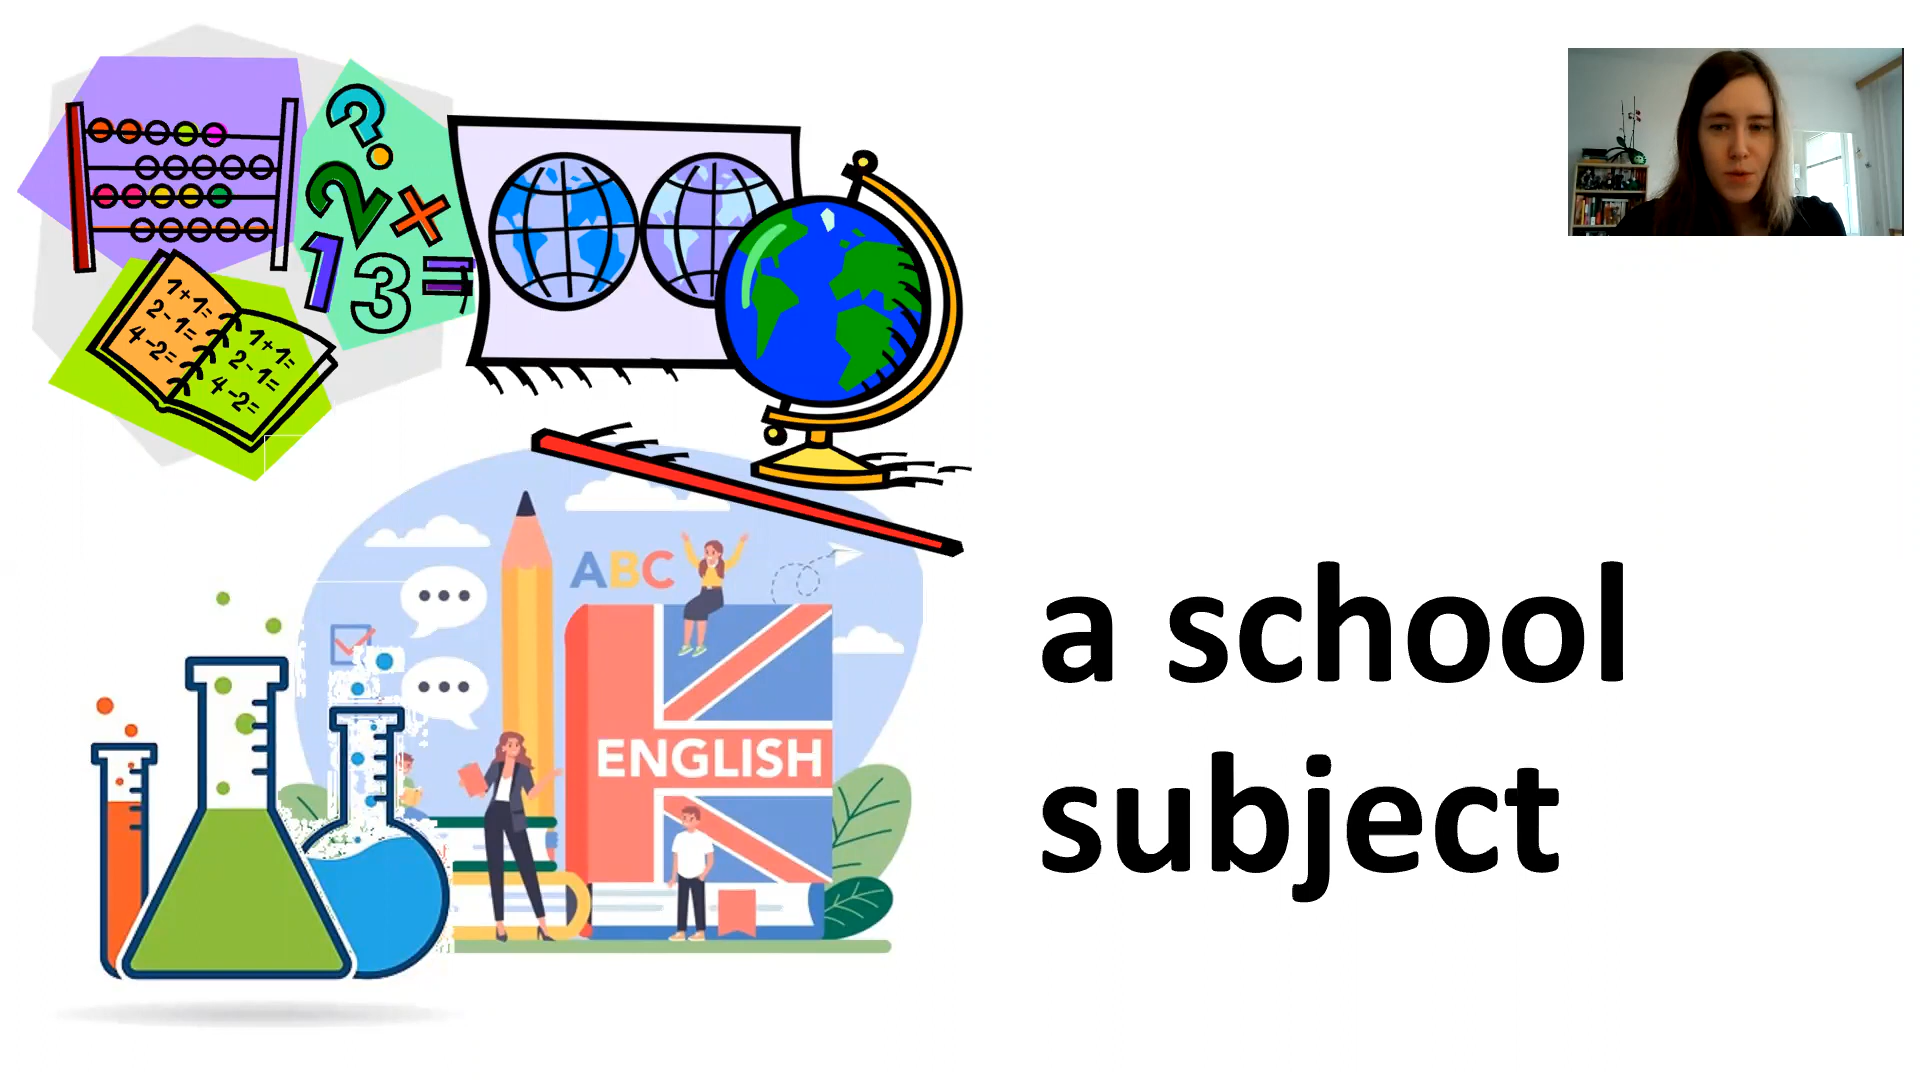 ?
2 x
1 3 =
1+1=
2-1=
4-2=
1+1=
2-1=
4-2=
ABC
ENGLISH
a school
subject